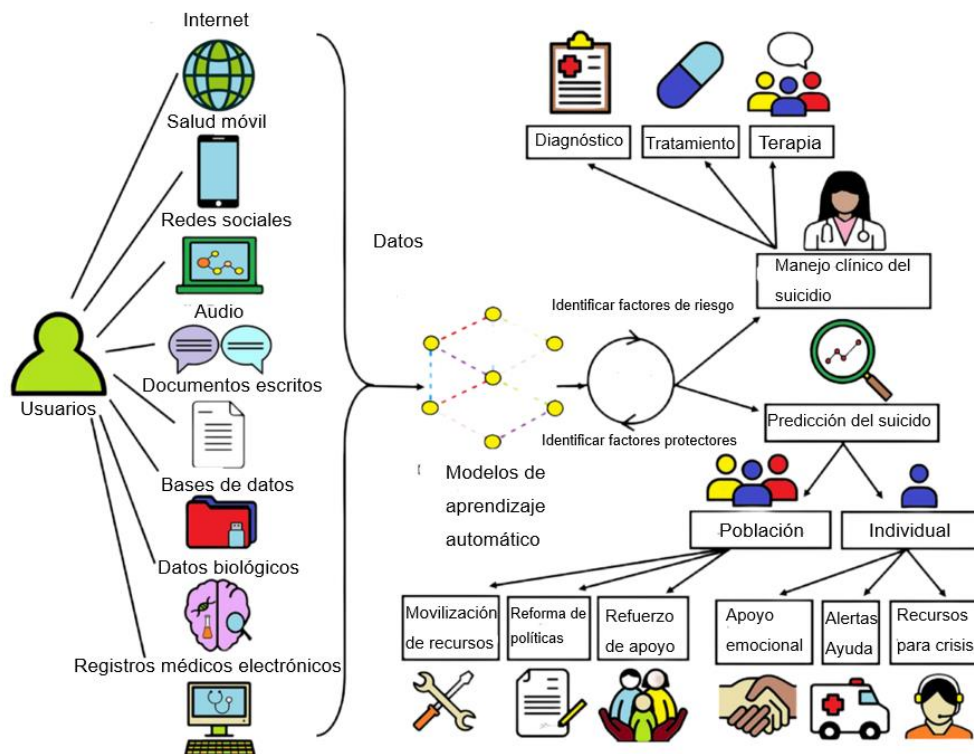 Internet
Salud móvil
Redes sociales
Audio
Documentos escritos
Usuarios
Bases de datos
Datos biológicos
Registros médicos electrónicos
Datos
Modelos de
aprendizaje
automático
Identificar factores de riesgo
Identificar factores protectores
Diagnóstico
Tratamiento
Terapia
Manejo clínico del
suicidio
Predicción del suicido
Población
Individual
Movilización
de recursos
Reforma de
políticas
Refuerzo
de apoyo
Apoyo
emocional
Alertas
Ayuda
Recursos
para crisis